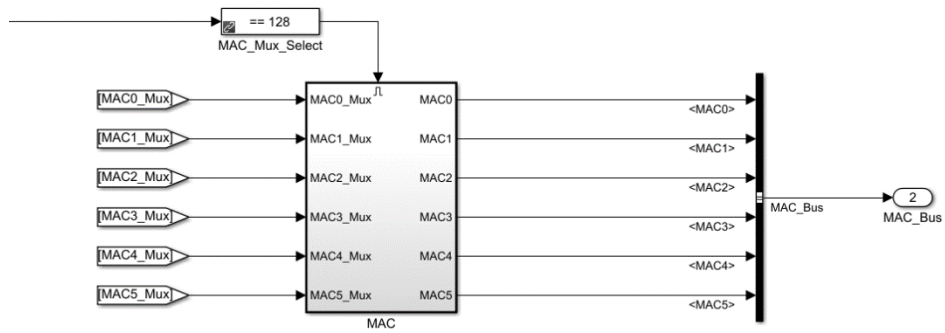 == 128
MAC_Mux_Select
[MAC0_Mux]
[MAC1_Mux]
[MAC2_Mux]
[MAC3_Mux]
[MAC4_Mux]
[MAC5_Mux]
MAC0_Mux MAC0
MAC1_Mux MAC1
MAC2_Mux MAC2
MAC3_Mux MAC3
MAC4_Mux MAC4
MAC5_Mux MAC5
MAC
<MAC0>
<MAC1>
<MAC2>
<MAC3>
<MAC4>
<MAC5>
MAC_Bus
2
MAC_Bus